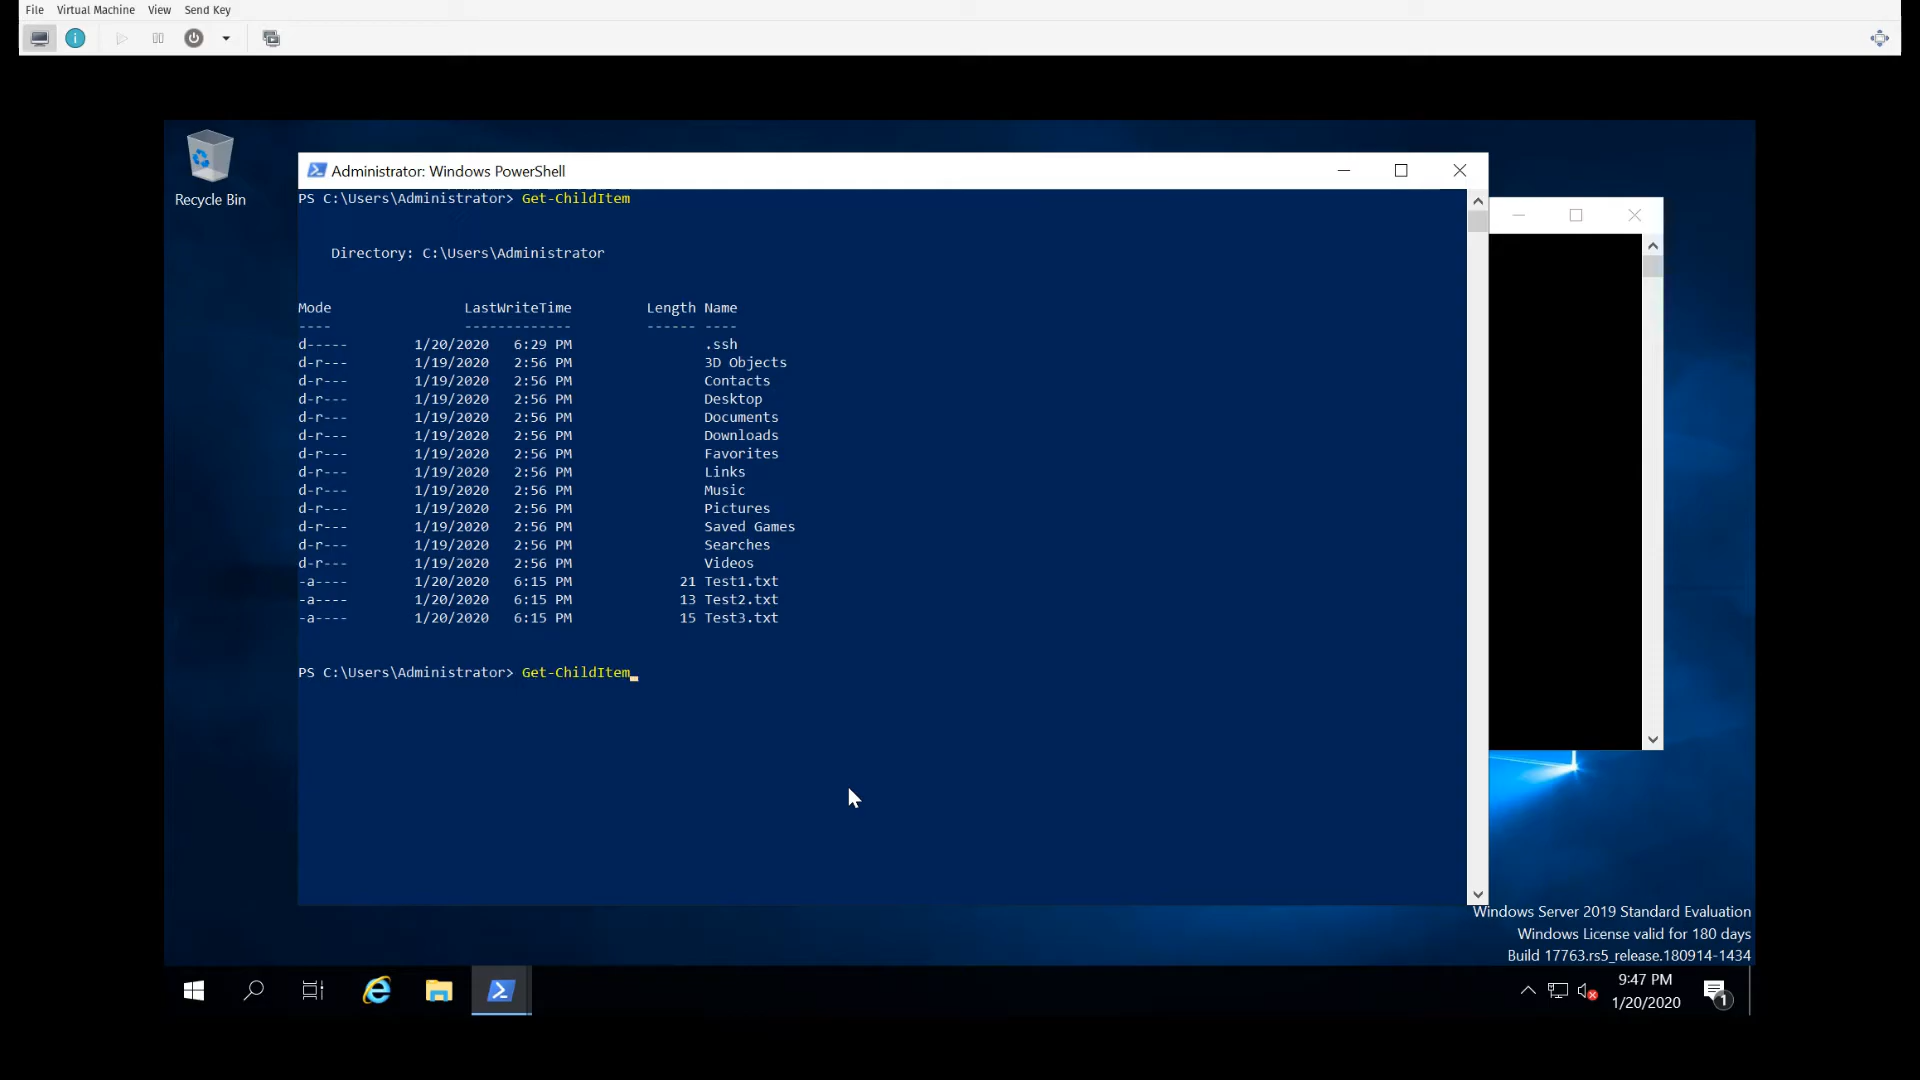 File Virtual Machine View Send Key
Recycle Bin
Administrator: Windows PowerShell
PS C:\Users\Administrator> Get-ChildItem
Directory: C:\Users\Administrator
Mode LastWriteTime Length Name
---- ------------- ------ ----
d----- 1/20/2020 6:29 PM .ssh
d-r--- 1/19/2020 2:56 PM 3D Objects
d-r--- 1/19/2020 2:56 PM Contacts
d-r--- 1/19/2020 2:56 PM Desktop
d-r--- 1/19/2020 2:56 PM Documents
d-r--- 1/19/2020 2:56 PM Downloads
d-r--- 1/19/2020 2:56 PM Favorites
d-r--- 1/19/2020 2:56 PM Links
d-r--- 1/19/2020 2:56 PM Music
d-r--- 1/19/2020 2:56 PM Pictures
d-r--- 1/19/2020 2:56 PM Saved Games
d-r--- 1/19/2020 2:56 PM Searches
d-r--- 1/19/2020 2:56 PM Videos
-a---- 1/20/2020 6:15 PM 21 Test1.txt
-a---- 1/20/2020 6:15 PM 13 Test2.txt
-a---- 1/20/2020 6:15 PM 15 Test3.txt
PS C:\Users\Administrator> Get-ChildItem
Windows Server 2019 Standard Evaluation
Windows License valid for 180 days
Build 17763.rs5_release.180914-1434
9:47 PM
1/20/2020
1